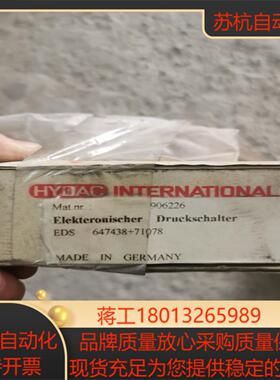 苏杭自动
HYDAC INTERNATIONAL
Mat.nr.: 906226
Elekteronischer Druckschalter
EDS 647438+71078
MADE IN GERMANY
蒋工18013265989
自动化
品牌质量放心采购质量保
开票
现货充足为您提供稳定的